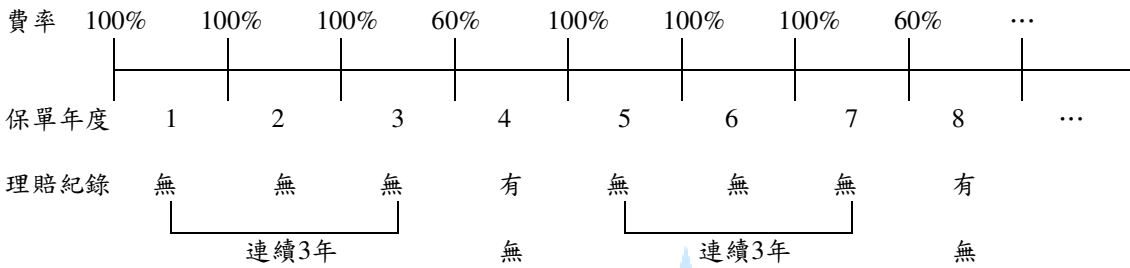 費率 100% 100% 100% 60% 100% 100% 100% 60% …
保單年度 1 2 3 4 5 6 7 8 …
理賠紀錄 無 無 無 有 無 無 無 有
連續3年 無 連續3年 無